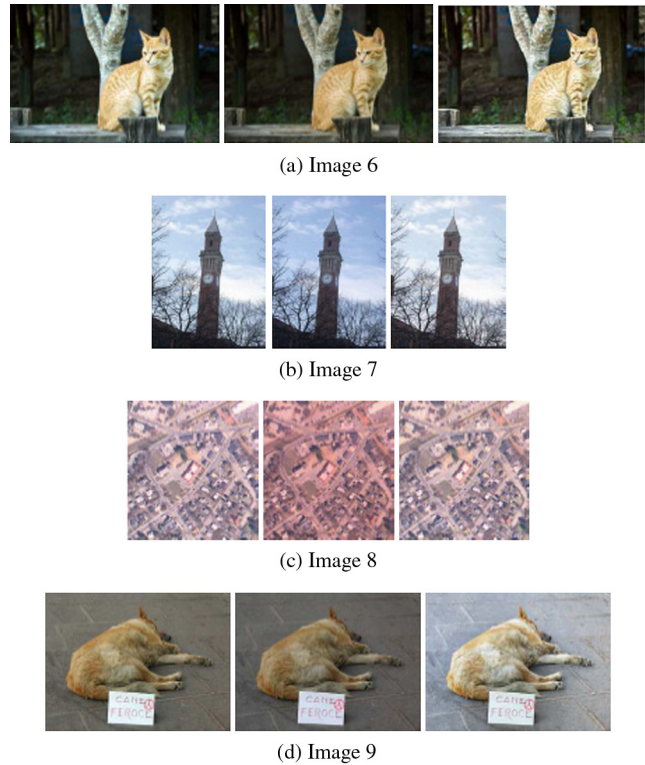 (a) Image 6
(b) Image 7
(c) Image 8
CANE CANE CANE
FEROCE FEROCE FEROCE
(d) Image 9